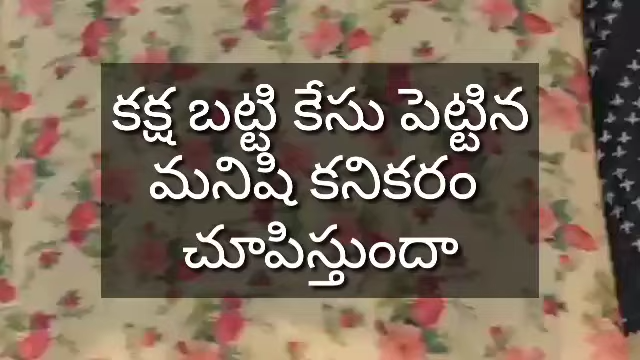 కక్ష బట్టి కేసు పెట్టిన
మనిషి కనికరం
చూపిస్తుందా